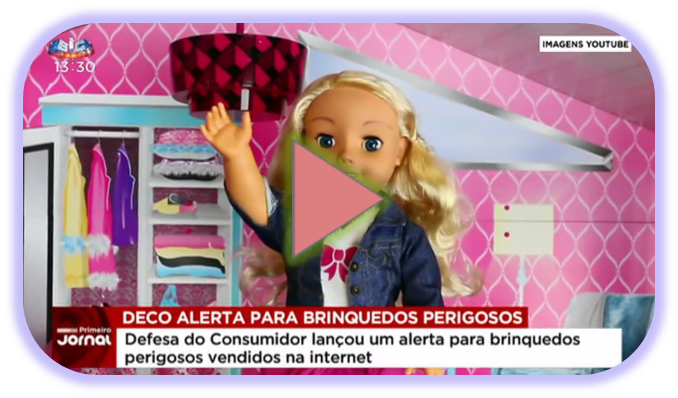 SIC
IMAGENS YOUTUBE
13:30
DECO ALERTA PARA BRINQUEDOS PERIGOSOS
Primeiro
Jornal
Defesa do Consumidor lançou um alerta para brinquedos
perigosos vendidos na internet